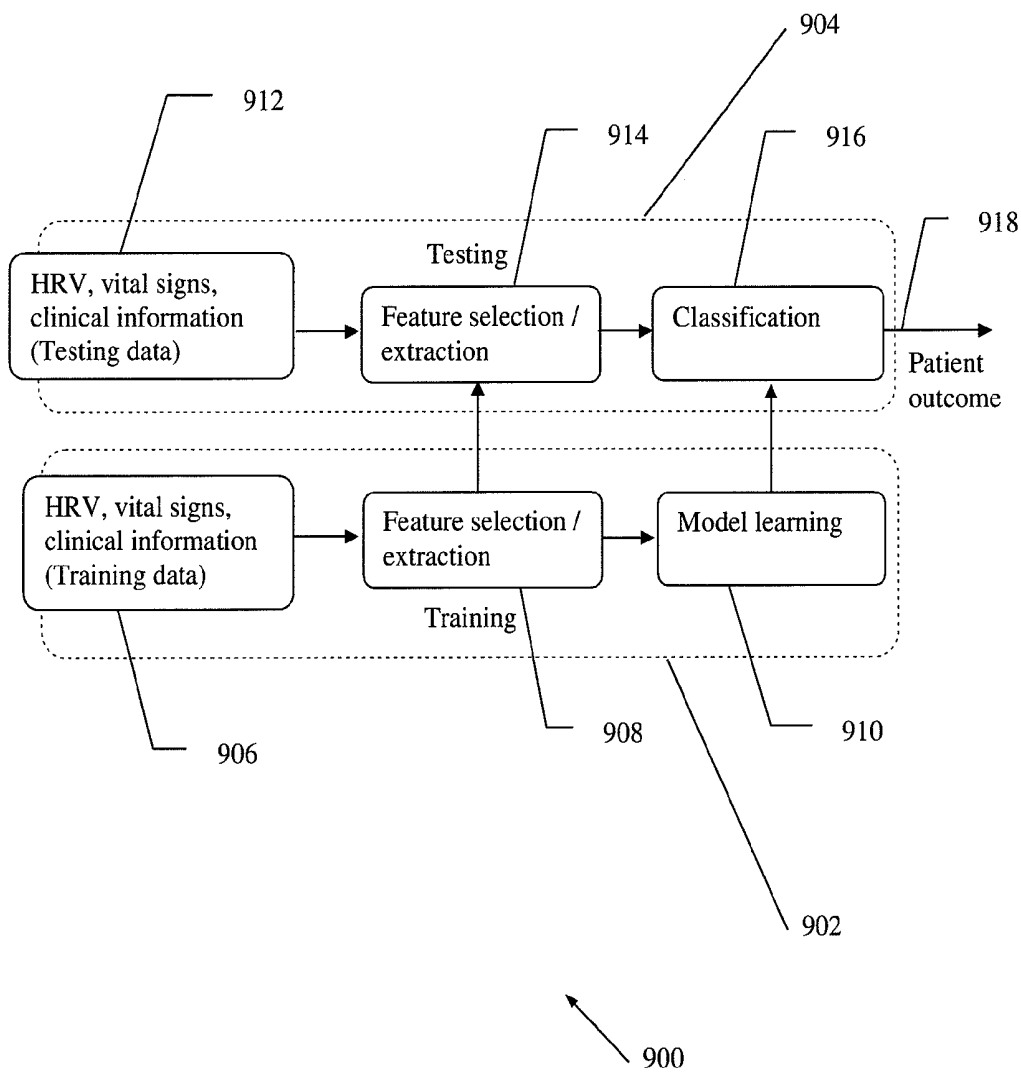 904
912
914
916
918
Testing
HRV, vital signs,
clinical information
(Testing data)
Feature selection /
extraction
Classification
Patient
outcome
HRV, vital signs,
clinical information
(Training data)
Feature selection /
extraction
Model learning
Training
906
908
910
902
900